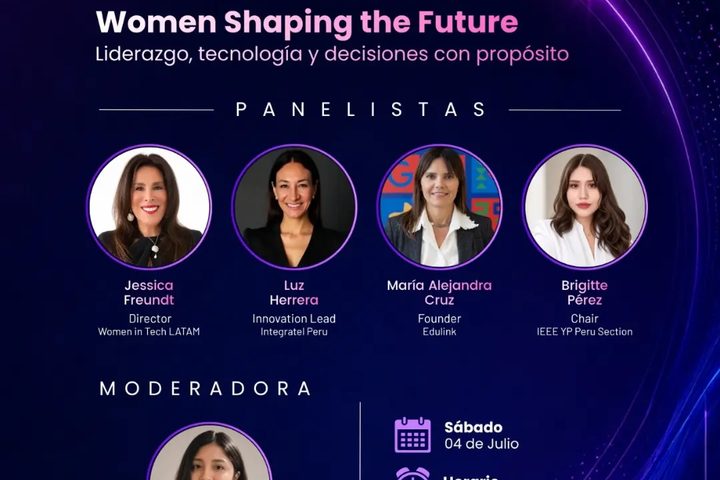 Women Shaping the Future
Liderazgo, tecnología y decisiones con propósito
PANELISTAS
Jessica
Freundt
Director
Women in Tech LATAM
Luz
Herrera
Innovation Lead
Integratel Peru
María Alejandra
Cruz
Founder
Edulink
Brigitte
Pérez
Chair
IEEE YP Peru Section
MODERADORA
Sábado
04 de Julio
Horario